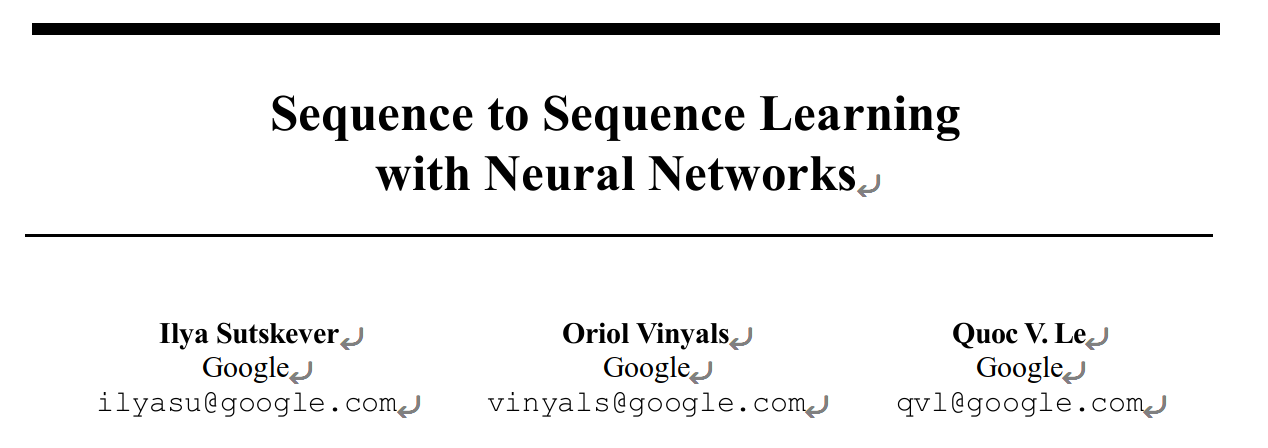 Sequence to Sequence Learning
with Neural Networks
Ilya Sutskever
Google
ilyasu@google.com
Oriol Vinyals
Google
vinyals@google.com
Quoc V. Le
Google
qvl@google.com